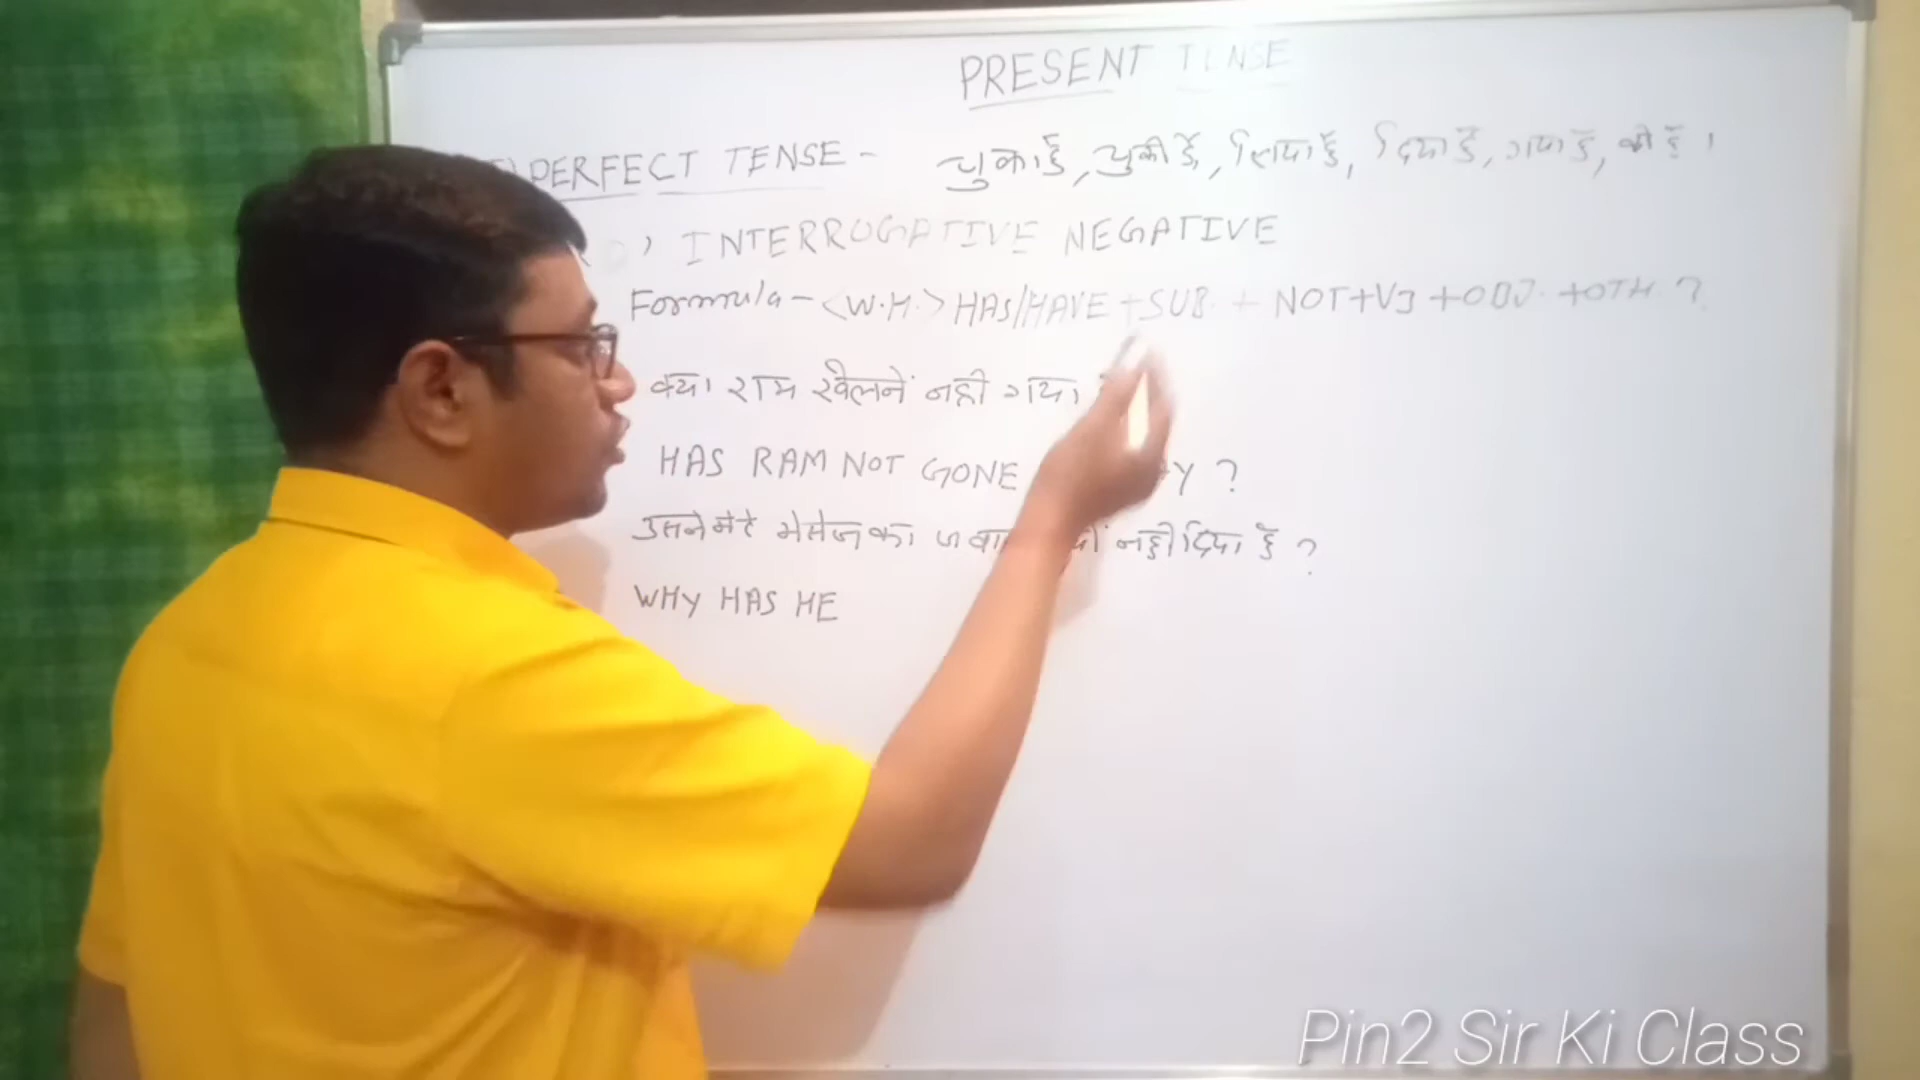 PRESENT TENSE
PERFECT TENSE - चुका है, चुकी है, लिया है, दिया है, गया है, की है ।
) INTERROGATIVE NEGATIVE
Formula - <W.H.> HAS/HAVE + SUB. + NOT + V3 + OBJ. + OTH. ?
क्या राम खेलने नही गया
HAS RAM NOT GONE ?
उसने मेरे मेसेज का नही दिया है ?
WHY HAS HE
Pin2 Sir Ki Class